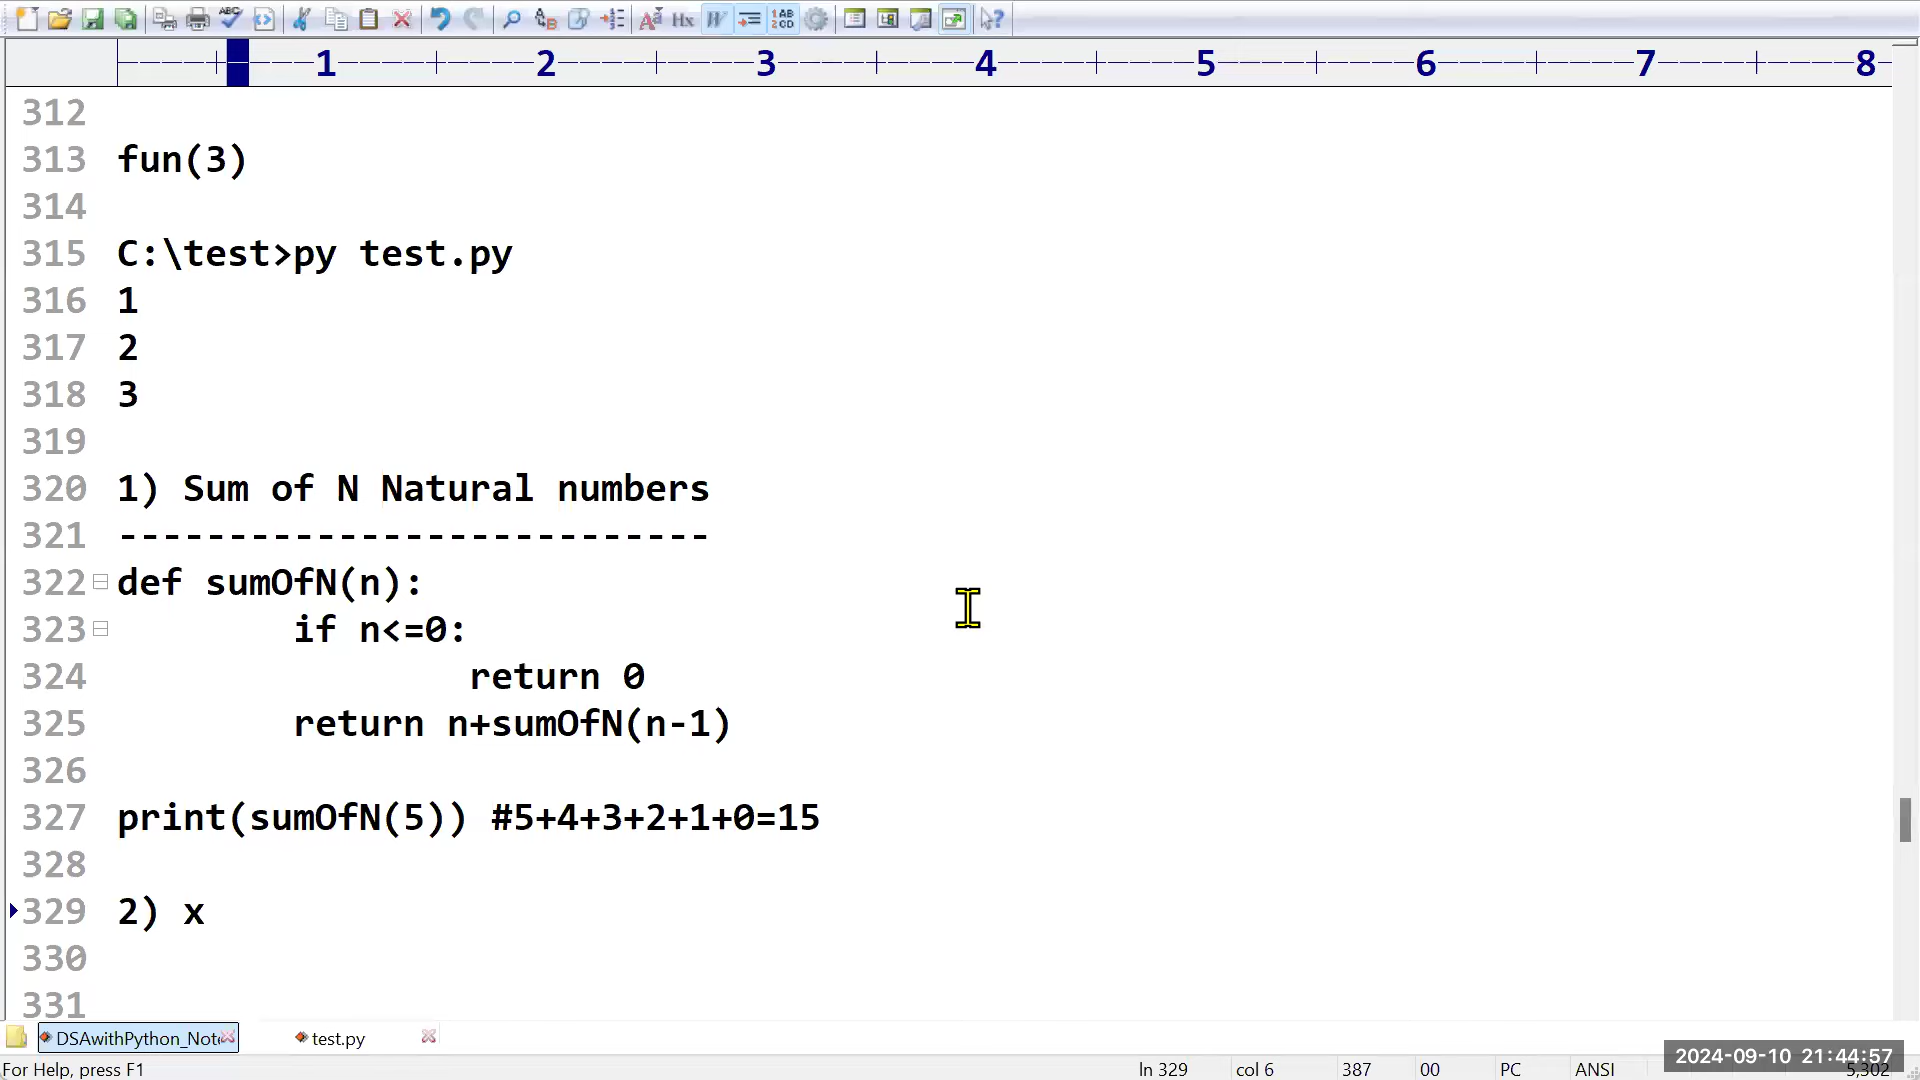 1 2 3 4 5 6 7 8
312
313 fun(3)
314
315 C:\test>py test.py
316 1
317 2
318 3
319
320 1) Sum of N Natural numbers
321 ---------------------------
322 def sumOfN(n):
323         if n<=0:
324                 return 0
325         return n+sumOfN(n-1)
326
327 print(sumOfN(5)) #5+4+3+2+1+0=15
328
329 2) x
330
331
DSAwithPython_Note test.py
For Help, press F1 ln 329 col 6 387 00 PC ANSI 5,302
2024-09-10 21:44:57